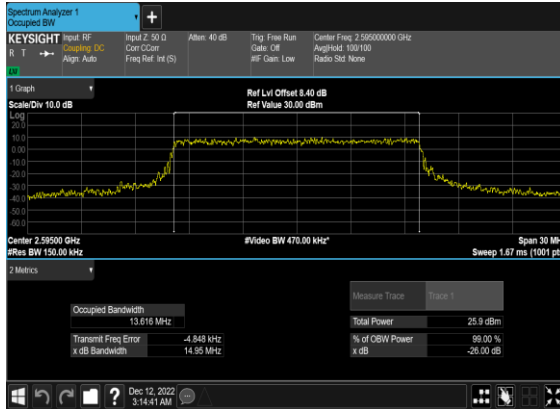 Spectrum Analyzer 1
Occupied BW
KEYSIGHT
R T
LV
Input: RF
Coupling: DC
Align: Auto
Input Z: 50 Ω
Corr CCorr
Freq Ref: Int (S)
Atten: 40 dB
Trig: Free Run
Gate: Off
#IF Gain: Low
Center Freq: 2.595000000 GHz
Avg|Hold: 100/100
Radio Std: None
1 Graph
Scale/Div 10.0 dB
Ref Lvl Offset 8.40 dB
Ref Value 30.00 dBm
Log
20.0
10.0
0.00
-10.0
-20.0
-30.0
-40.0
-50.0
-60.0
Center 2.59500 GHz
#Res BW 150.00 kHz
#Video BW 470.00 kHz*
Span 30 MH
Sweep 1.67 ms (1001 pt
2 Metrics
Measure Trace
Trace 1
Occupied Bandwidth
13.616 MHz
Total Power
25.9 dBm
Transmit Freq Error
-4.848 kHz
% of OBW Power
99.00 %
x dB Bandwidth
14.95 MHz
x dB
-26.00 dB
?
Dec 12, 2022
3:14:41 AM